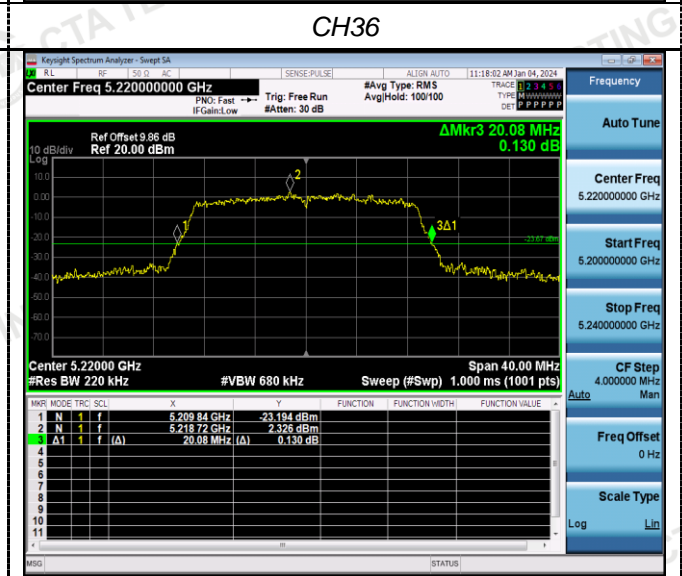 CH36
Keysight Spectrum Analyzer - Swept SA
RL RF 50 Ω AC SENSE:PULSE ALIGN AUTO 11:18:02 AM Jan 04, 2024
Center Freq 5.220000000 GHz
PNO: Fast Trig: Free Run
IFGain:Low #Atten: 30 dB
#Avg Type: RMS
Avg|Hold: 100/100
TRACE 1 2 3 4 5 6
TYPE M WWWWW
DET P P P P P P
Ref Offset 9.86 dB
10 dB/div Ref 20.00 dBm
Log
ΔMkr3 20.08 MHz
0.130 dB
10.0
0.00
-10.0
-20.0
-30.0
-40.0
-50.0
-60.0
-70.0
1
2
3Δ1
-23.67 dBm
Center 5.22000 GHz Span 40.00 MHz
#Res BW 220 kHz #VBW 680 kHz Sweep (#Swp) 1.000 ms (1001 pts)
MKR MODE TRC SCL X Y FUNCTION FUNCTION WIDTH FUNCTION VALUE
1 N 1 f 5.209 84 GHz -23.194 dBm
2 N 1 f 5.218 72 GHz 2.326 dBm
3 Δ1 1 f (Δ) 20.08 MHz (Δ) 0.130 dB
4
5
6
7
8
9
10
11
MSG STATUS
Frequency
Auto Tune
Center Freq
5.220000000 GHz
Start Freq
5.200000000 GHz
Stop Freq
5.240000000 GHz
CF Step
4.000000 MHz
Auto Man
Freq Offset
0 Hz
Scale Type
Log Lin